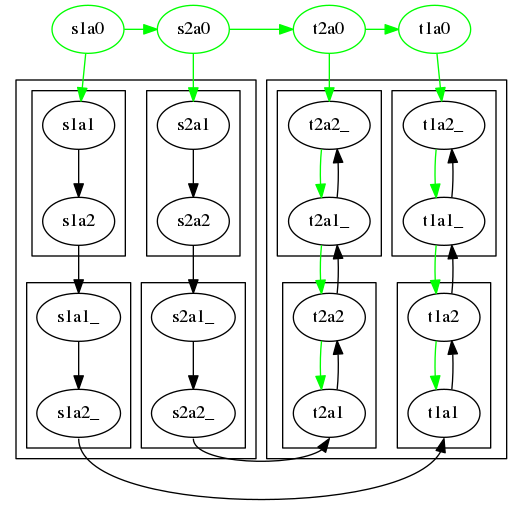 s1a0 s2a0 t2a0 t1a0
s1a1 s2a1 t2a2_ t1a2_
s1a2 s2a2 t2a1_ t1a1_
s1a1_ s2a1_ t2a2 t1a2
s1a2_ s2a2_ t2a1 t1a1